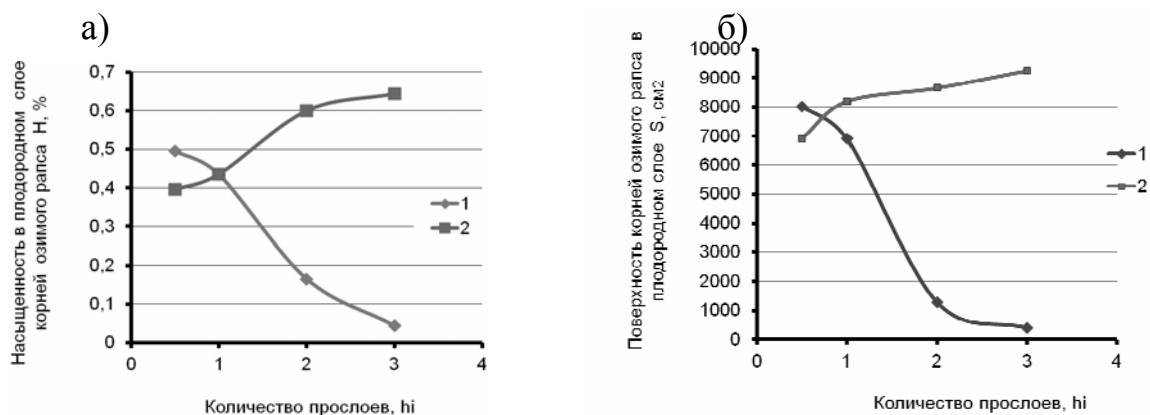 а)
Насыщенность в плодородном слое
корней озимого рапса H, %
0,7
0,6
0,5
0,4
0,3
0,2
0,1
0
0 1 2 3 4
Количество прослоев, hi
1
2
б)
Поверхность корней озимого рапса в
плодородном слое S, см2
10000
9000
8000
7000
6000
5000
4000
3000
2000
1000
0
0 1 2 3 4
Количество прослоев, hi
1
2